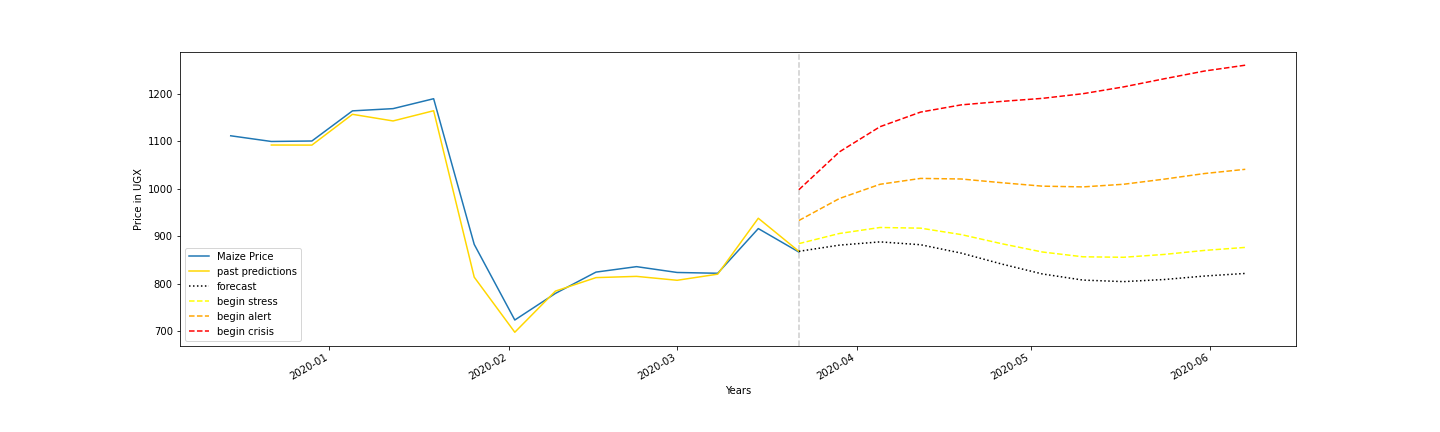 1200
1100
1000
900
800
700
Price in UGX
Maize Price
past predictions
forecast
begin stress
begin alert
begin crisis
2020-01
2020-02
2020-03
2020-04
2020-05
2020-06
Years